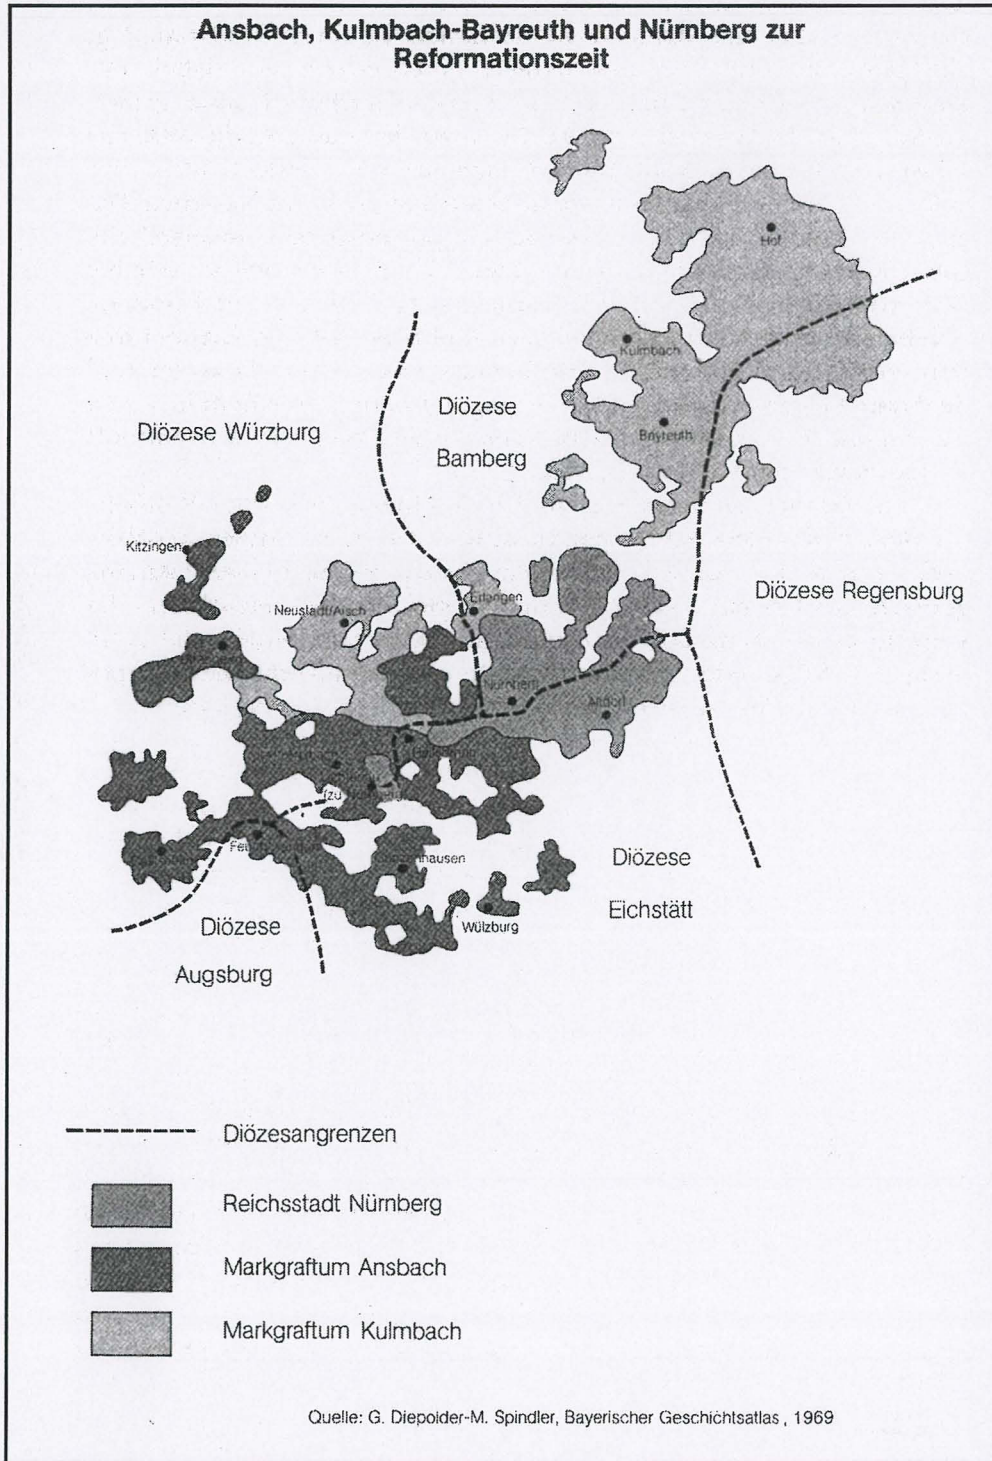 Ansbach, Kulmbach-Bayreuth und Nürnberg zur
Reformationszeit
Hof
Kulmbach
Diözese
Bamberg
Diözese Würzburg
Bayreuth
Kitzingen
Diözese Regensburg
Erlangen
Neustadt/Aisch
Nürnberg
Altdorf
(zu
Gunzenhausen
Wülzburg
Diözese
Eichstätt
Diözese
Augsburg
Diözesangrenzen
Reichsstadt Nürnberg
Markgraftum Ansbach
Markgraftum Kulmbach
Quelle: G. Diepolder-M. Spindler, Bayerischer Geschichtsatlas, 1969